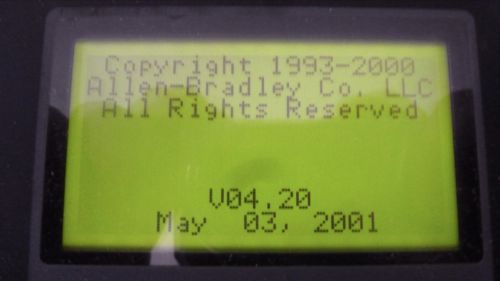 Copyright 1993-2000
Allen-Bradley Co. LLC
All Rights Reserved
V04.20
May 03, 2001